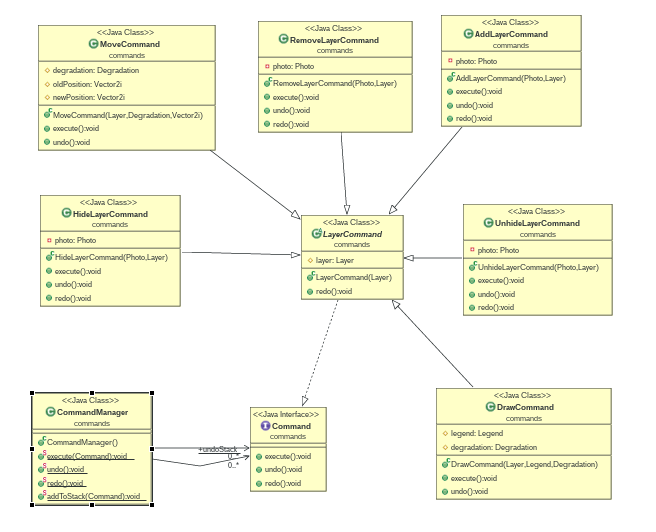 <<Java Class>>
MoveCommand
commands
degradation: Degradation
oldPosition: Vector2i
newPosition: Vector2i
MoveCommand(Layer,Degradation,Vector2i)
execute():void
undo():void
<<Java Class>>
RemoveLayerCommand
commands
photo: Photo
RemoveLayerCommand(Photo,Layer)
execute():void
undo():void
redo():void
<<Java Class>>
AddLayerCommand
commands
photo: Photo
AddLayerCommand(Photo,Layer)
execute():void
undo():void
redo():void
<<Java Class>>
HideLayerCommand
commands
photo: Photo
HideLayerCommand(Photo,Layer)
execute():void
undo():void
redo():void
<<Java Class>>
LayerCommand
commands
layer: Layer
LayerCommand(Layer)
redo():void
<<Java Class>>
UnhideLayerCommand
commands
photo: Photo
UnhideLayerCommand(Photo,Layer)
execute():void
undo():void
redo():void
<<Java Class>>
CommandManager
commands
CommandManager()
execute(Command):void
undo():void
redo():void
addToStack(Command):void
+undoStack
0..*
0..*
<<Java Interface>>
Command
commands
execute():void
undo():void
redo():void
<<Java Class>>
DrawCommand
commands
legend: Legend
degradation: Degradation
DrawCommand(Layer,Legend,Degradation)
execute():void
undo():void